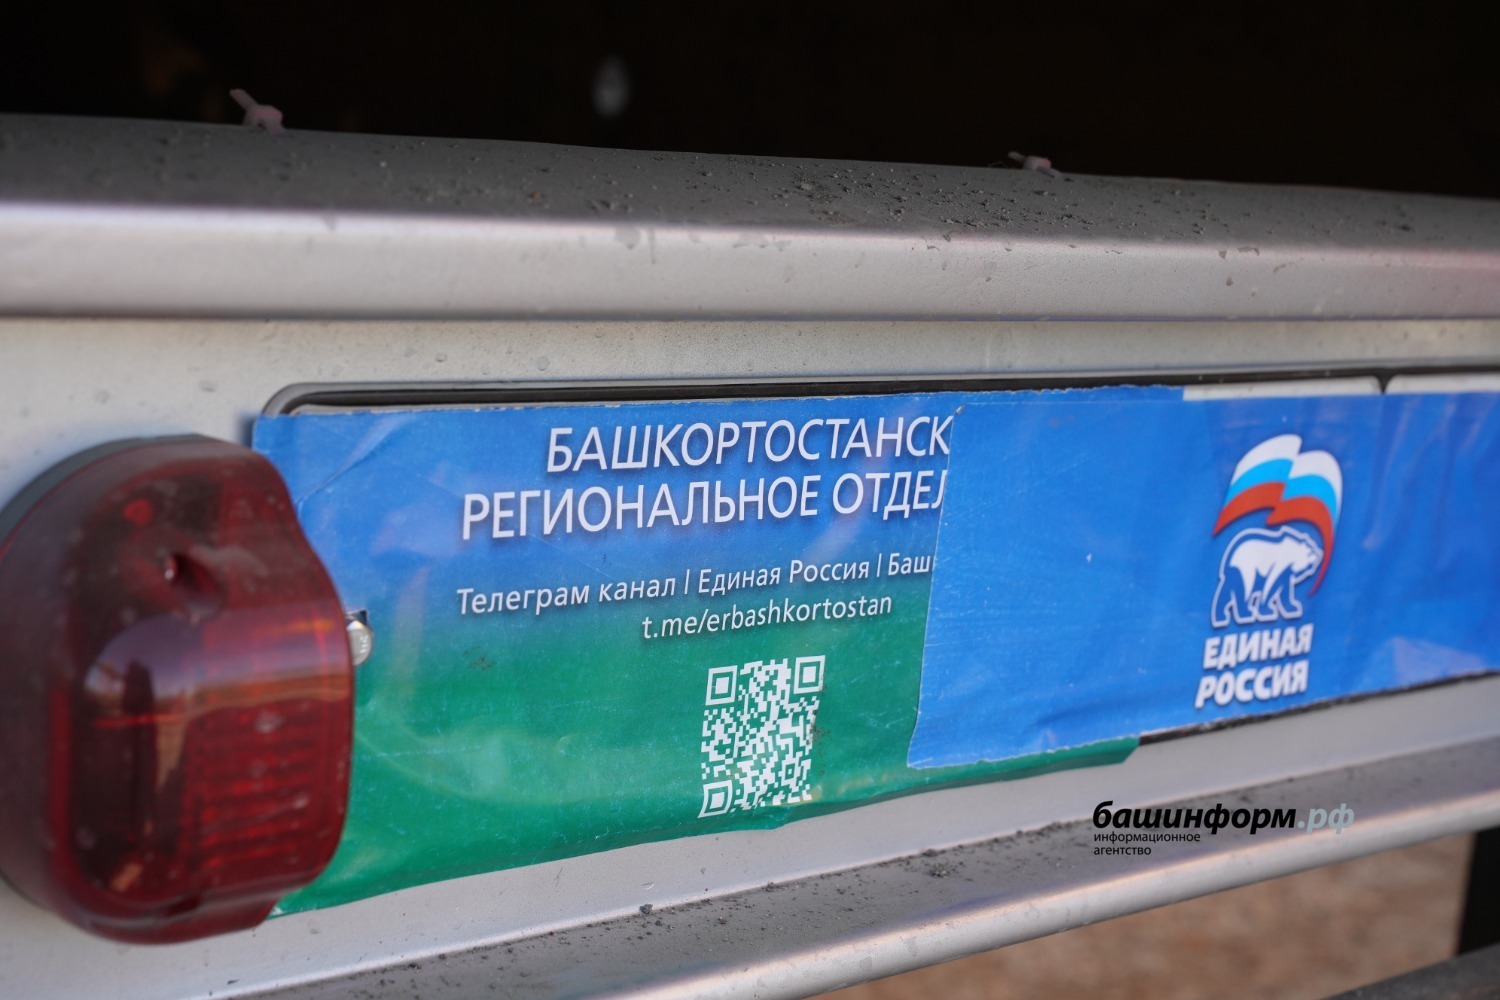 БАШКОРТОСТАНСК
РЕГИОНАЛЬНОЕ ОТДЕЛ
Телеграм канал | Единая Россия | Баш
t.me/erbashkortostan
ЕДИНАЯ
РОССИЯ
башинформ.рф
информационное
агентство